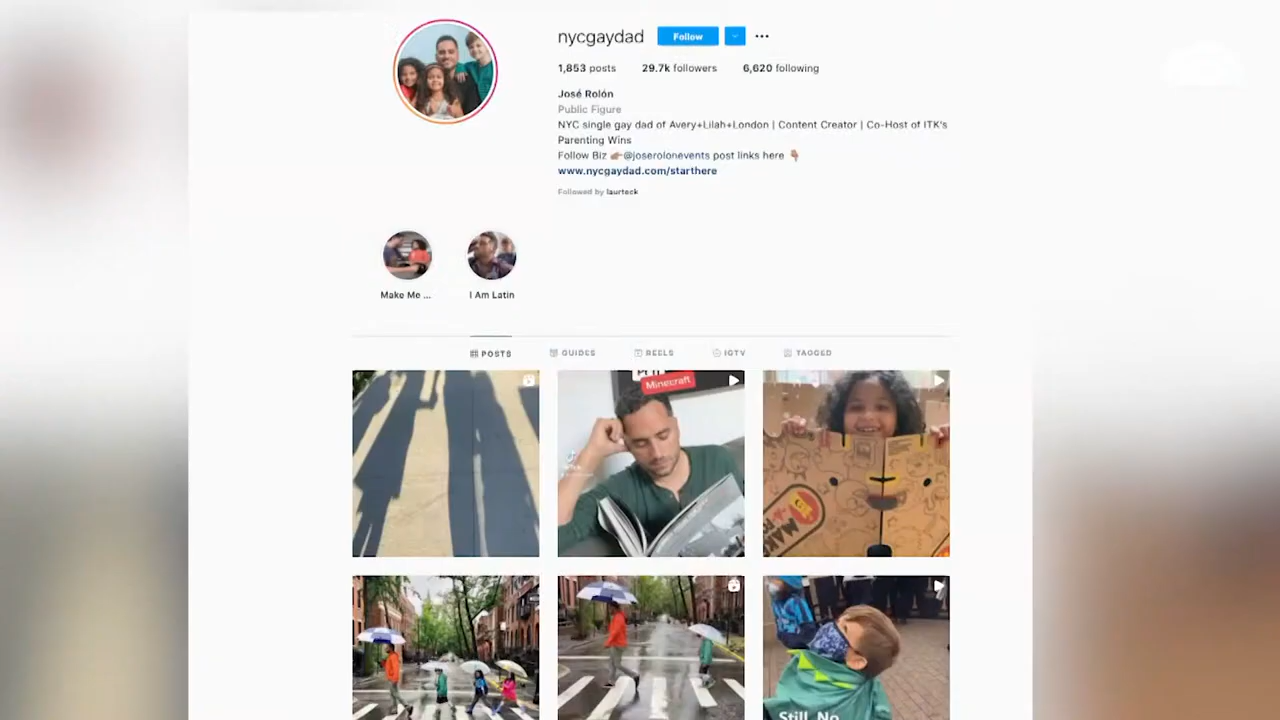 nycgaydad Follow
1,853 posts 29.7k followers 6,620 following
José Rolón
Public Figure
NYC single gay dad of Avery+Lilah+London | Content Creator | Co-Host of ITK's
Parenting Wins
Follow Biz 👉🏽@joserolonevents post links here 👇🏽
www.nycgaydad.com/starthere
Followed by laurteck
Make Me ... I Am Latin
POSTS GUIDES REELS IGTV TAGGED
Minecraft
Still. No